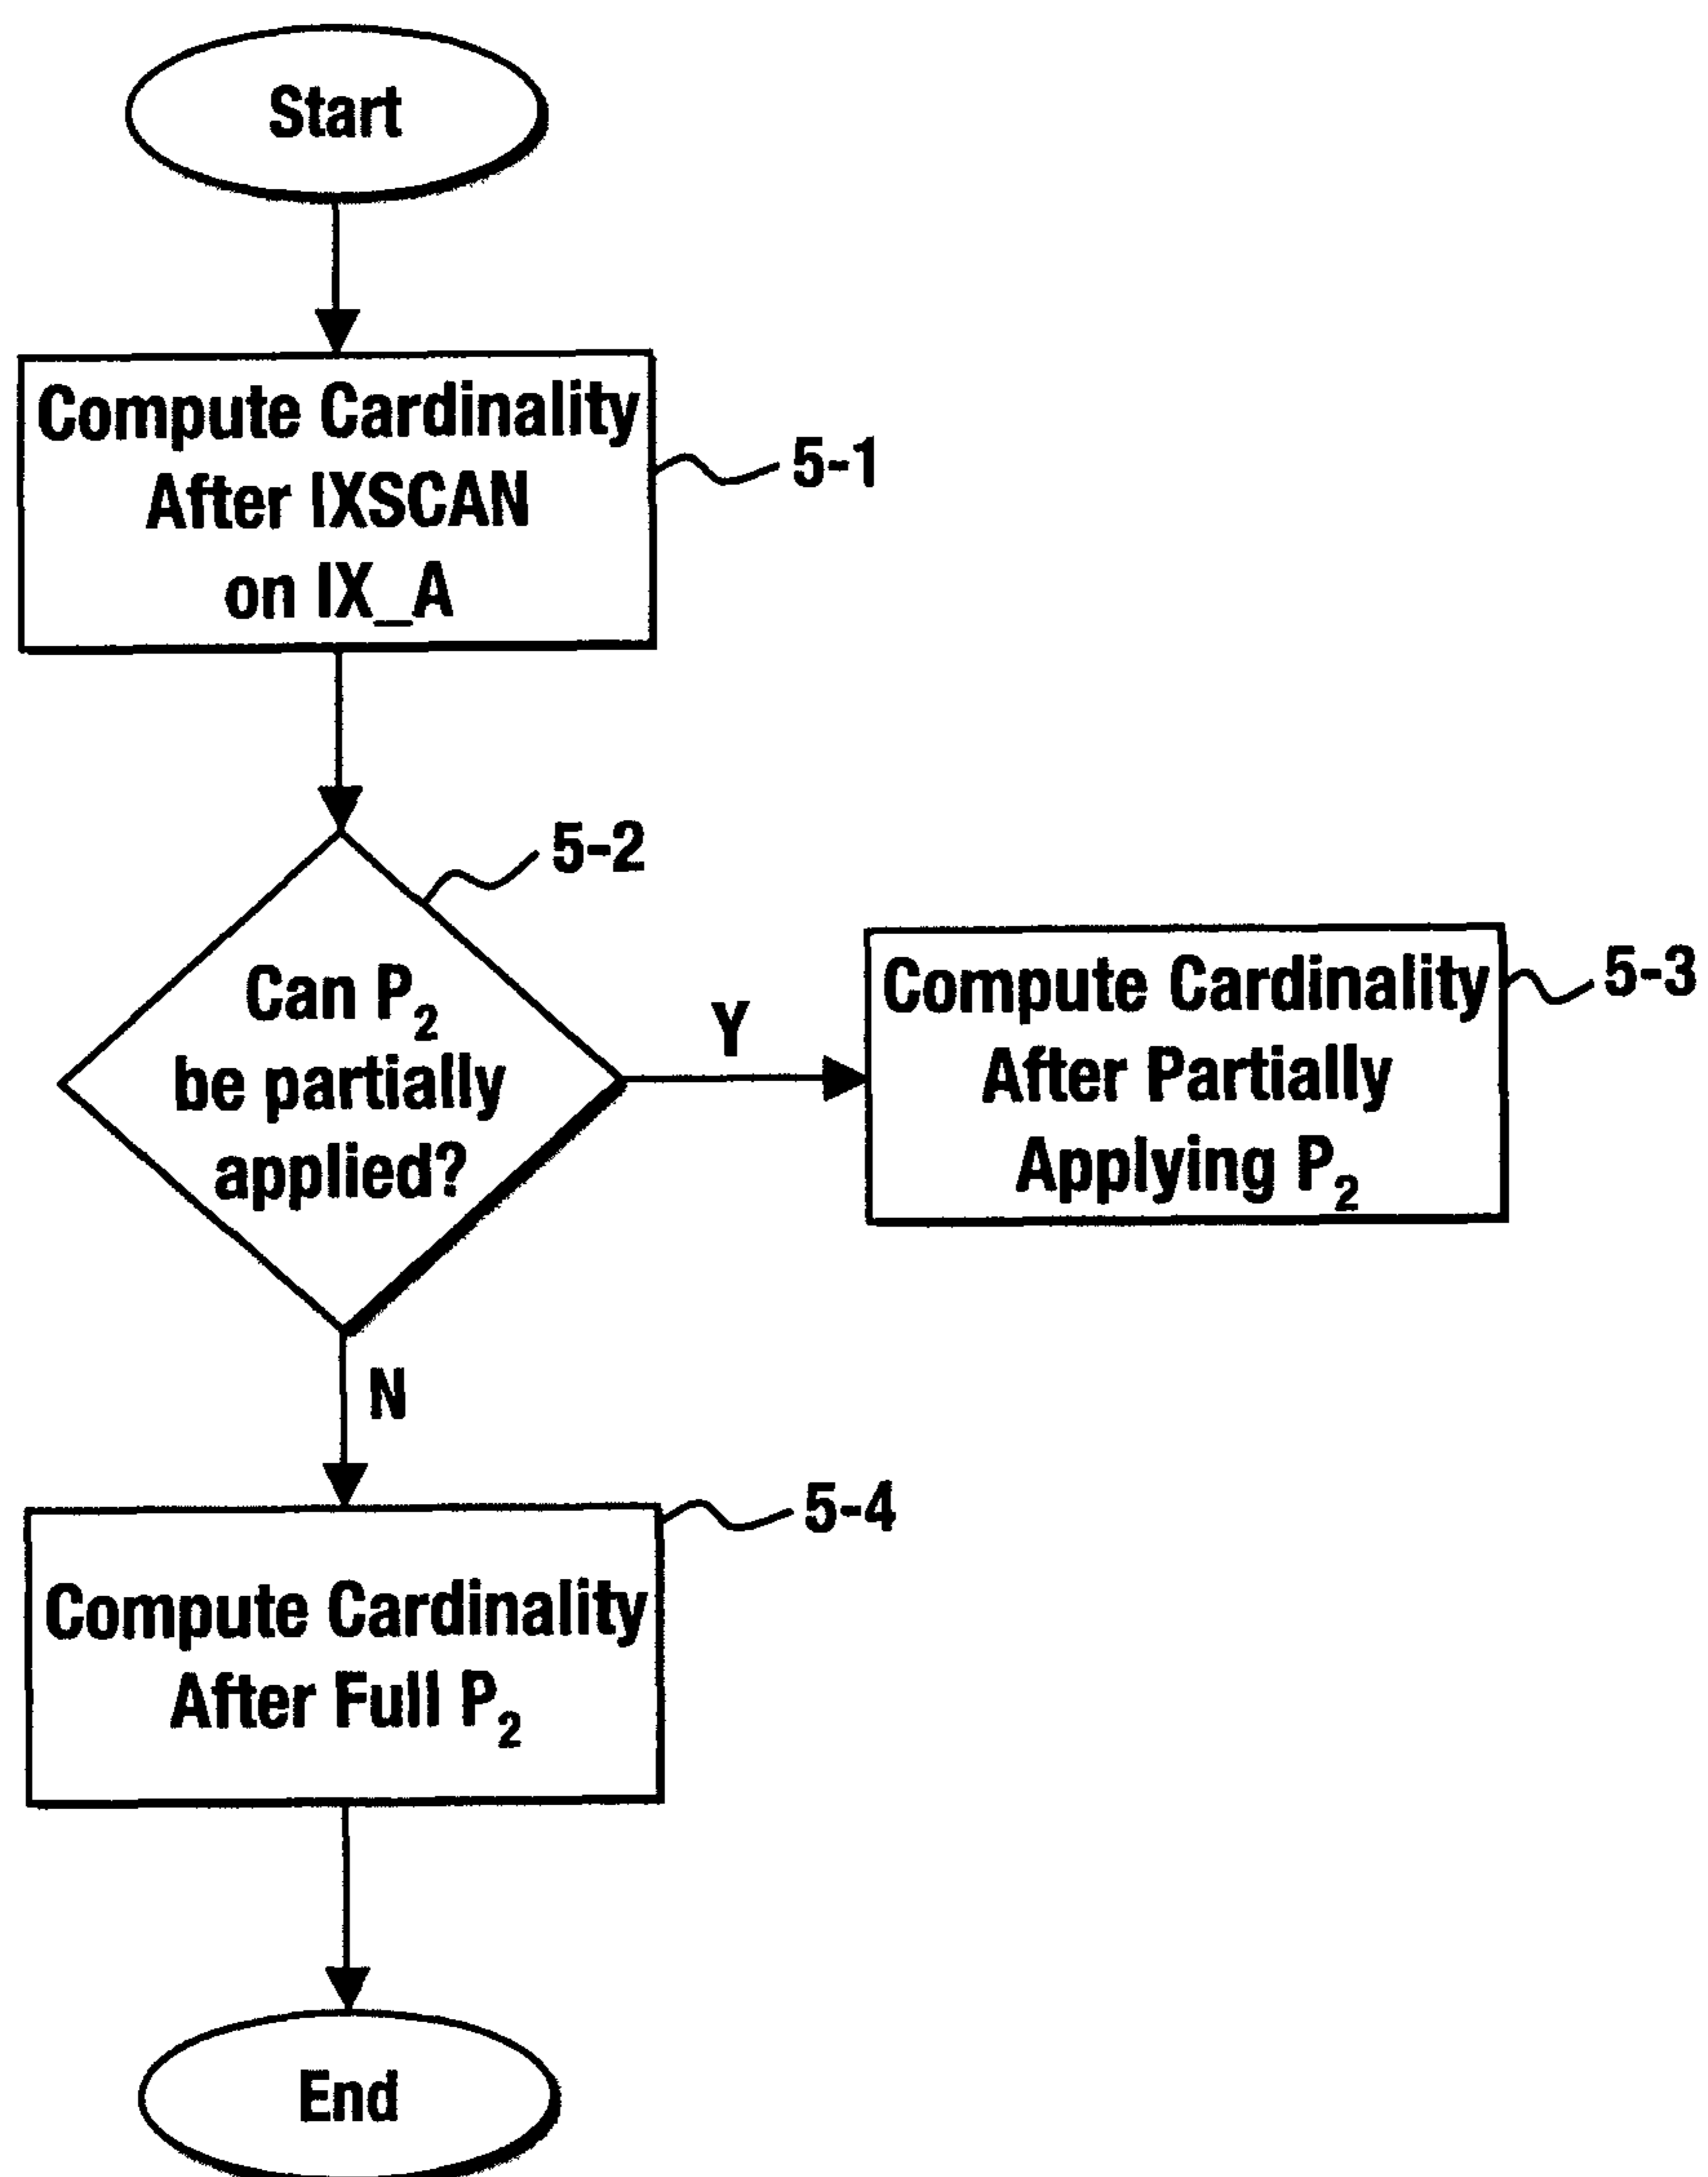 Start
Compute Cardinality
After IXSCAN
on IX_A
5-1
5-2
Can P₂
be partially
applied?
Y
Compute Cardinality
After Partially
Applying P₂
5-3
N
5-4
Compute Cardinality
After Full P₂
End